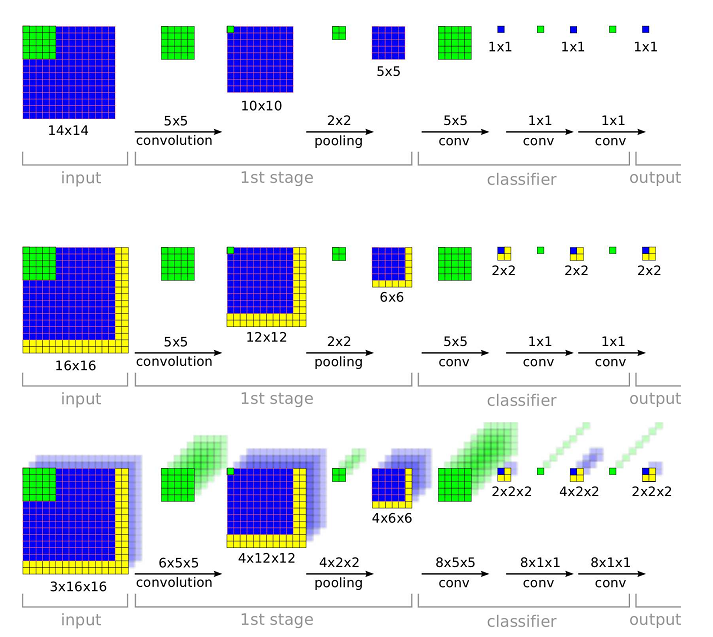 1x1 1x1 1x1
5x5
10x10
14x14
5x5 2x2 5x5 1x1 1x1
convolution pooling conv conv conv
input 1st stage classifier output
2x2 2x2 2x2
6x6
12x12
16x16
5x5 2x2 5x5 1x1 1x1
convolution pooling conv conv conv
input 1st stage classifier output
2x2x2 4x2x2 2x2x2
4x6x6
4x12x12
3x16x16
6x5x5 4x2x2 8x5x5 8x1x1 8x1x1
convolution pooling conv conv conv
input 1st stage classifier output